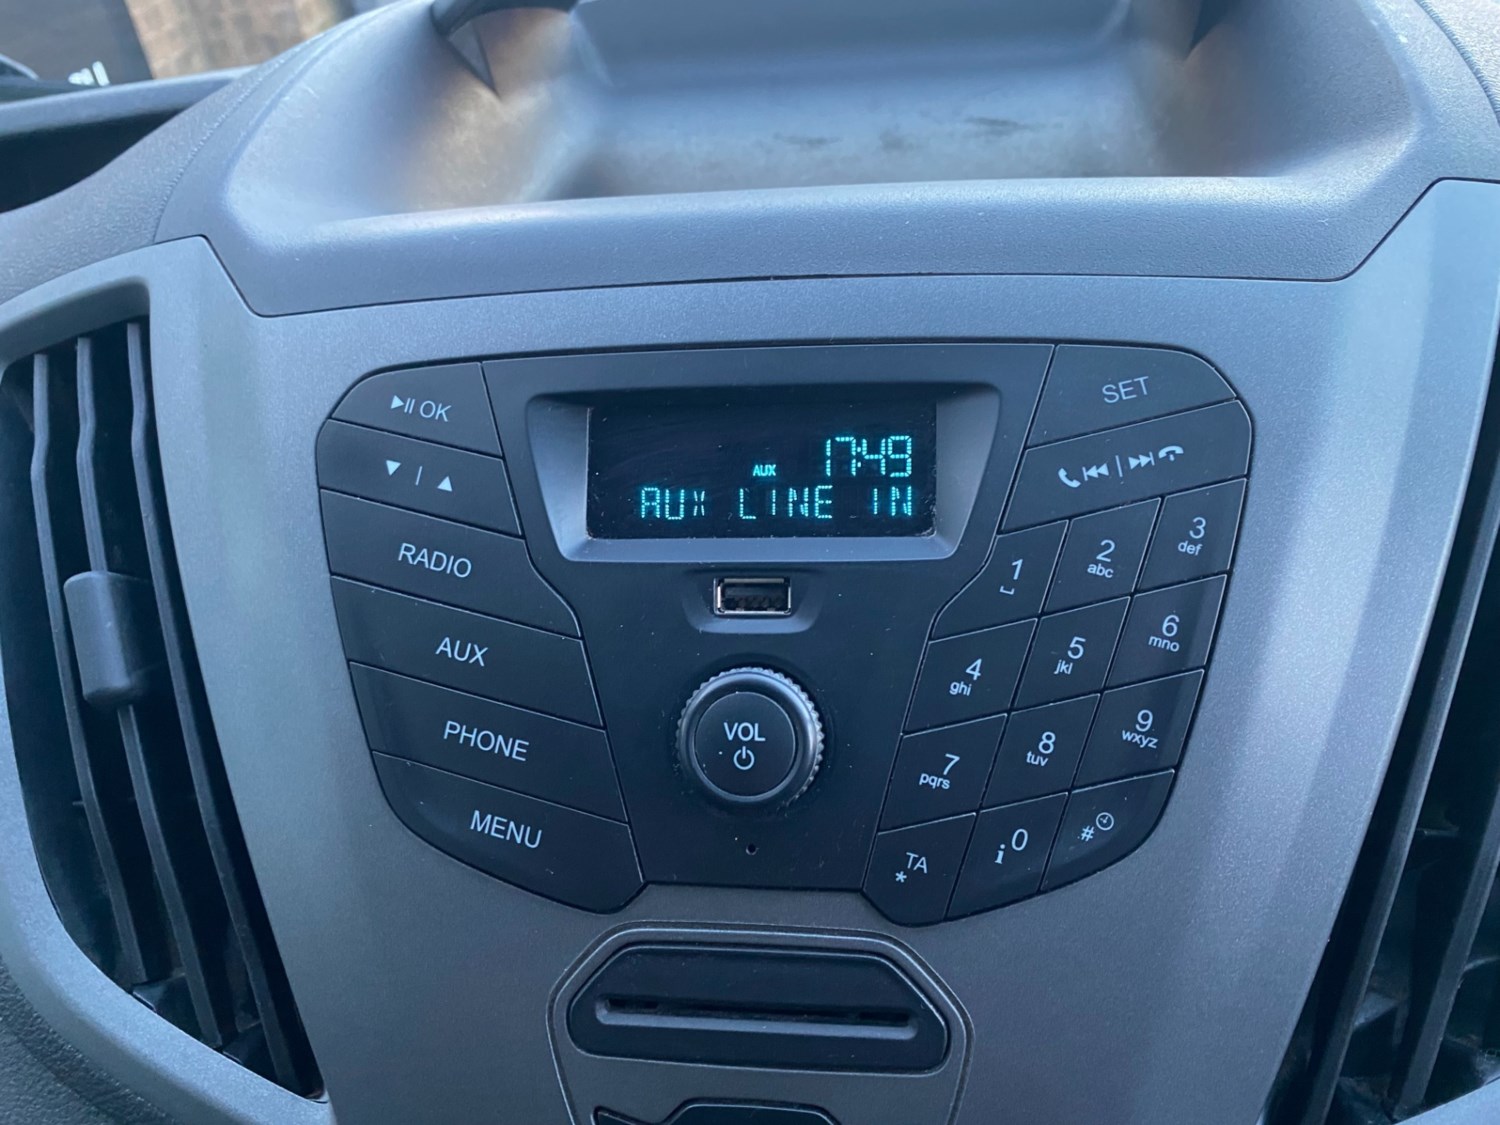 17:49
AUX
AUX LINE IN
OK
RADIO
AUX
PHONE
MENU
VOL
SET
1
2
abc
3
def
4
ghi
5
jkl
6
mno
7
pqrs
8
tuv
9
wxyz
TA
*
i 0
#